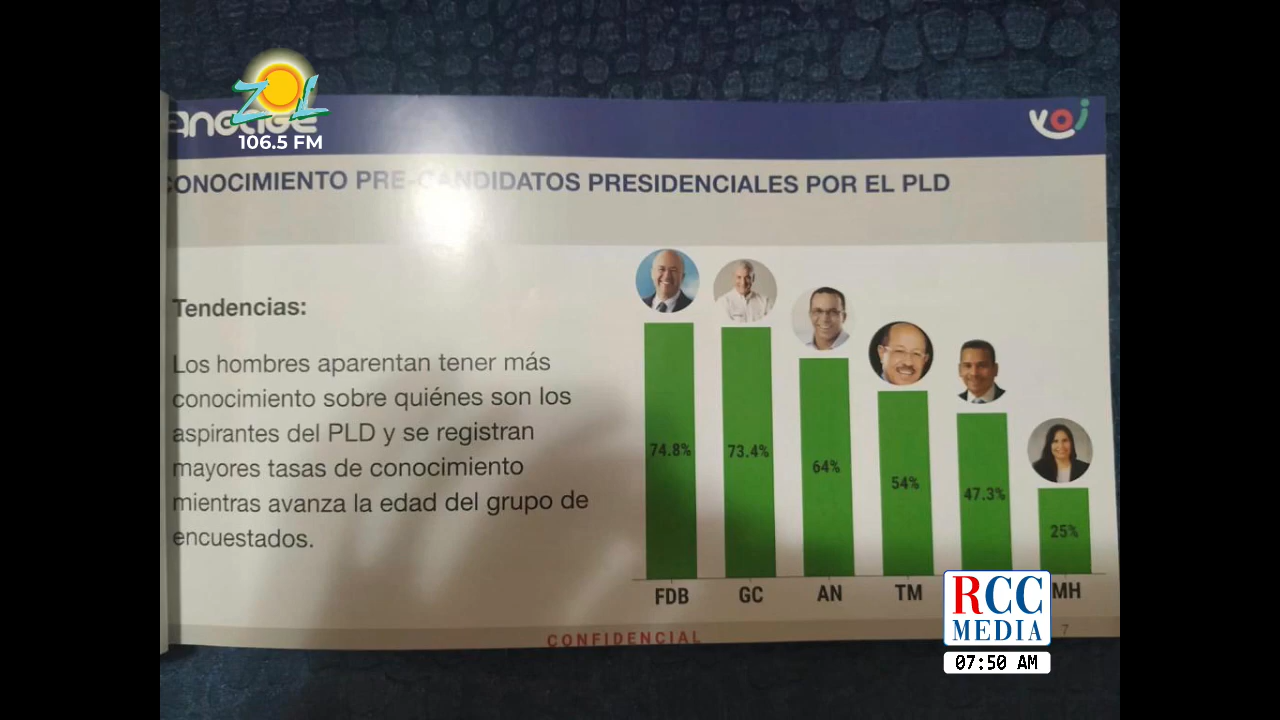 ZOL
106.5 FM
YOI
CONOCIMIENTO PRE-CANDIDATOS PRESIDENCIALES POR EL PLD
Tendencias:
Los hombres aparentan tener más
conocimiento sobre quiénes son los
aspirantes del PLD y se registran
mayores tasas de conocimiento
mientras avanza la edad del grupo de
encuestados.
74.8%
73.4%
64%
54%
47.3%
25%
FDB
GC
AN
TM
MH
CONFIDENCIAL
7
RCC
MEDIA
07:50 AM